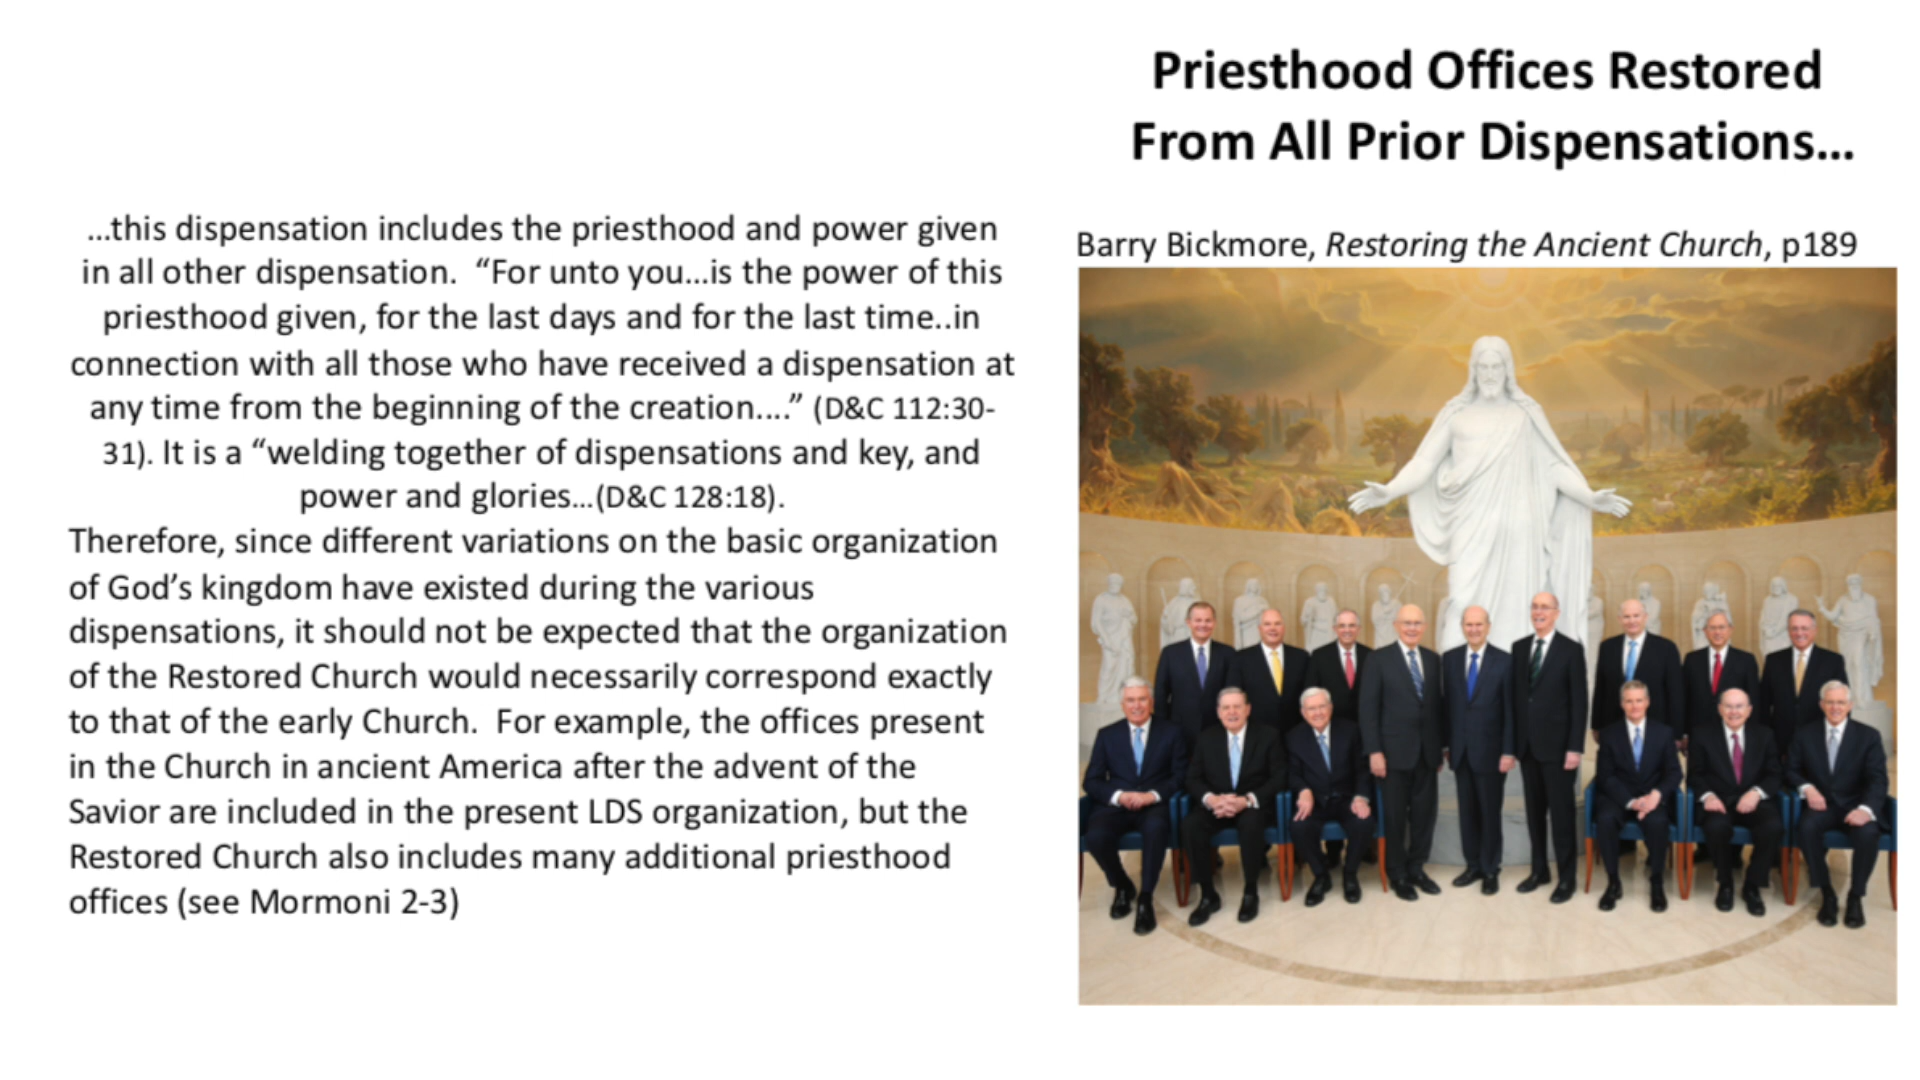 Priesthood Offices Restored
From All Prior Dispensations...
Barry Bickmore, Restoring the Ancient Church, p189
...this dispensation includes the priesthood and power given
in all other dispensation.  “For unto you...is the power of this
priesthood given, for the last days and for the last time..in
connection with all those who have received a dispensation at
any time from the beginning of the creation....” (D&C 112:30-
31). It is a “welding together of dispensations and key, and
power and glories...(D&C 128:18).
Therefore, since different variations on the basic organization
of God’s kingdom have existed during the various
dispensations, it should not be expected that the organization
of the Restored Church would necessarily correspond exactly
to that of the early Church.  For example, the offices present
in the Church in ancient America after the advent of the
Savior are included in the present LDS organization, but the
Restored Church also includes many additional priesthood
offices (see Mormoni 2-3)